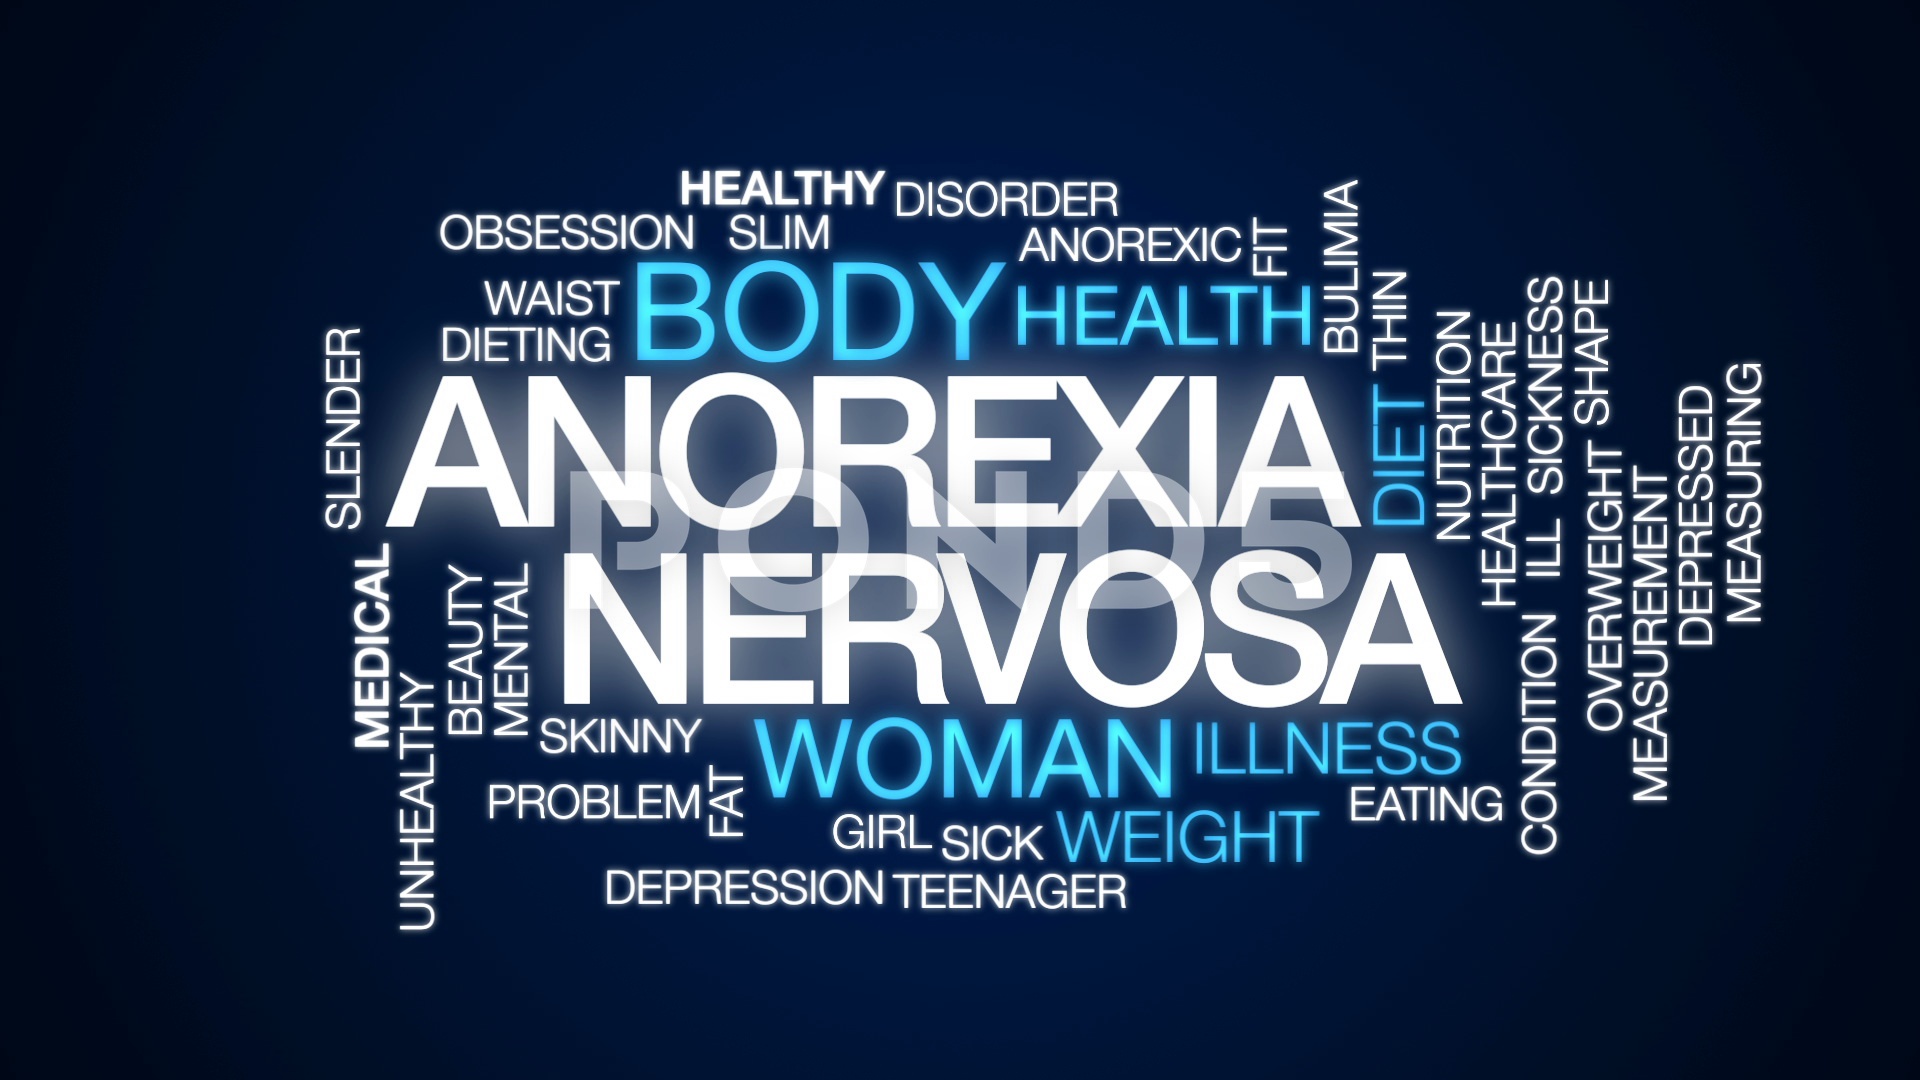 HEALTHY DISORDER
OBSESSION SLIM
ANOREXIC FIT
BULIMIA
WAIST
BODY HEALTH
DIETING
THIN
SLENDER
ANOREXIA
DIET
NUTRITION
HEALTHCARE
SICKNESS
SHAPE
POND5
NERVOSA
ILL
OVERWEIGHT
MEASUREMENT
DEPRESSED
MEASURING
MEDICAL
BEAUTY
MENTAL
UNHEALTHY
SKINNY
WOMAN ILLNESS
CONDITION
PROBLEM FAT
EATING
GIRL SICK WEIGHT
DEPRESSION TEENAGER